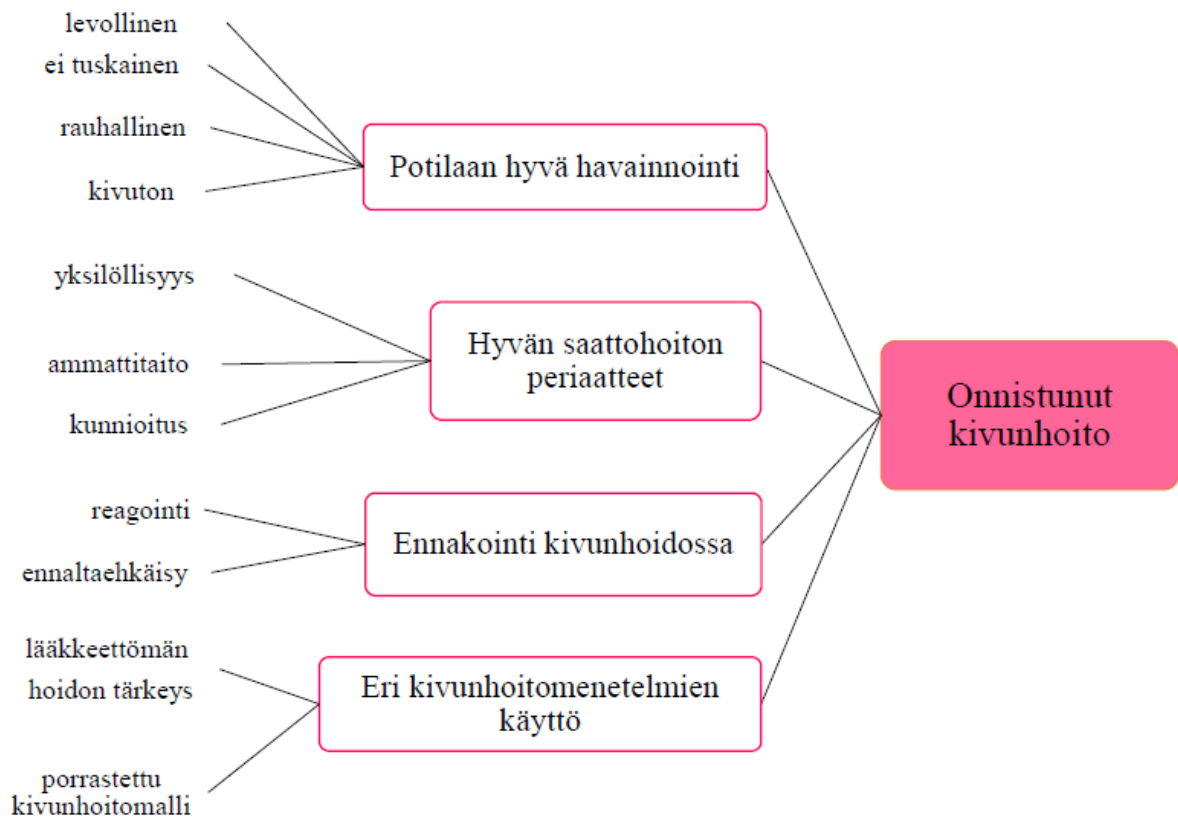 levollinen
ei tuskainen
rauhallinen
kivuton
Potilaan hyvä havainnointi
yksilöllisyys
ammattitaito
kunnioitus
Hyvän saattohoiton
periaatteet
reagointi
ennaltaehkäisy
Ennakointi kivunhoidossa
lääkkeettömän
hoidon tärkeys
porrastettu
kivunhoitomalli
Eri kivunhoitomenetelmien
käyttö
Onnistunut
kivunhoito